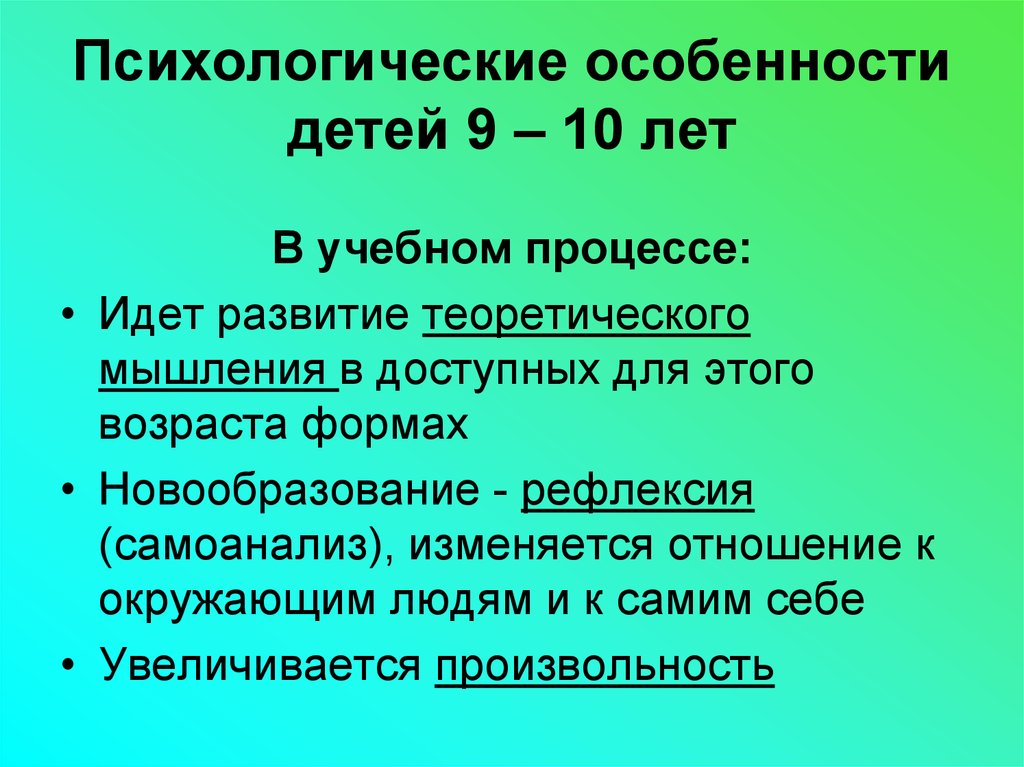 Психологические особенности
детей 9 – 10 лет
В учебном процессе:
• Идет развитие теоретического
мышления в доступных для этого
возраста формах
• Новообразование - рефлексия
(самоанализ), изменяется отношение к
окружающим людям и к самим себе
• Увеличивается произвольность